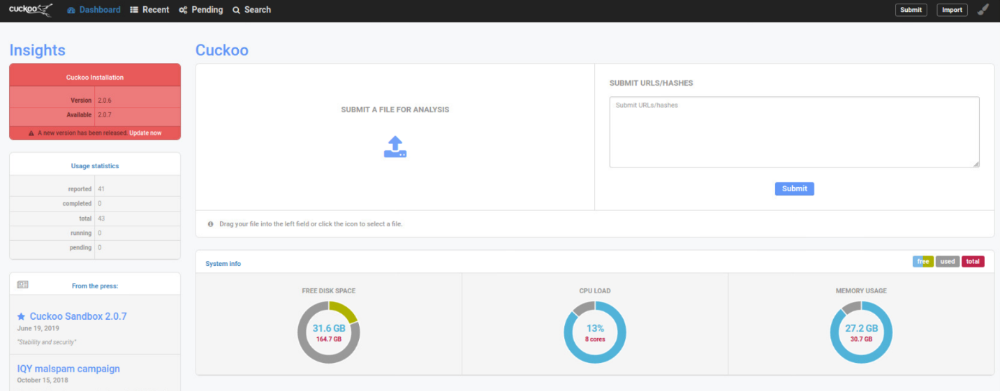 cuckoo
Dashboard
Recent
Pending
Search
Submit
Import
Insights
Cuckoo Installation
Version 2.0.6
Available 2.0.7
A new version has been released. Update now
Usage statistics
reported 41
completed 0
total 43
running 0
pending 0
From the press:
Cuckoo Sandbox 2.0.7
June 19, 2019
"Stability and security"
IQY malspam campaign
October 15, 2018
Cuckoo
SUBMIT A FILE FOR ANALYSIS
SUBMIT URLS/HASHES
Submit URLs/hashes
Submit
Drag your file into the left field or click the icon to select a file.
System info
free
used
total
FREE DISK SPACE
31.6 GB
164.7 GB
CPU LOAD
13%
8 cores
MEMORY USAGE
27.2 GB
30.7 GB